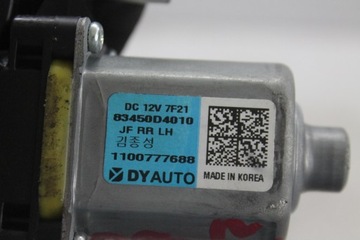 DC 12V 7F21
83450D4010
JF RR LH
김종성
1100777688
DYAUTO
MADE IN KOREA